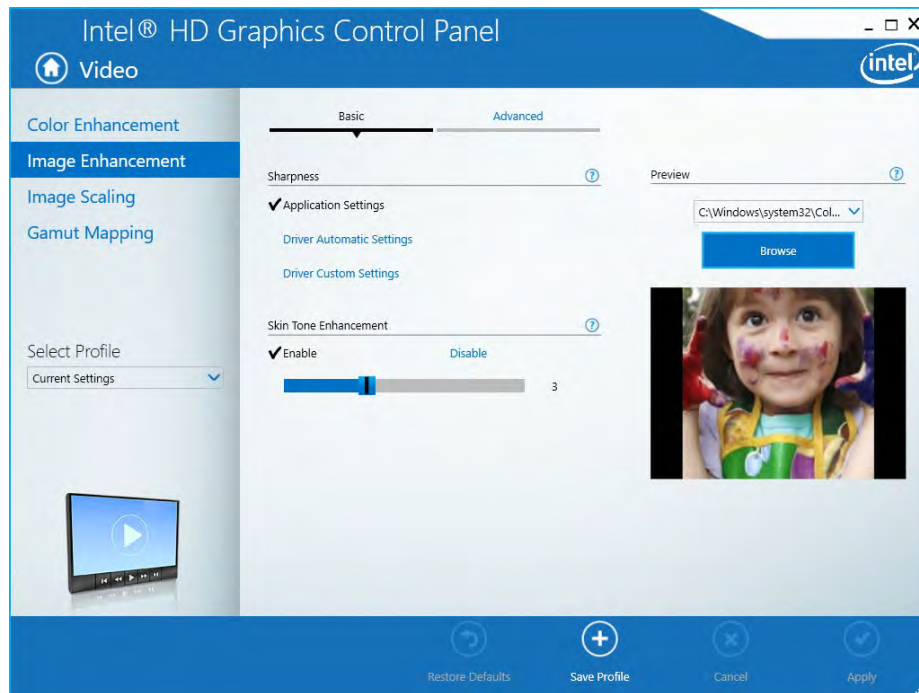 Intel® HD Graphics Control Panel
Video
intel
Color Enhancement
Image Enhancement
Image Scaling
Gamut Mapping
Select Profile
Current Settings
Basic
Advanced
Sharpness
?
Application Settings
Driver Automatic Settings
Driver Custom Settings
Skin Tone Enhancement
?
Enable
Disable
3
Preview
?
C:\Windows\system32\Col...
Browse
Restore Defaults
Save Profile
Cancel
Apply